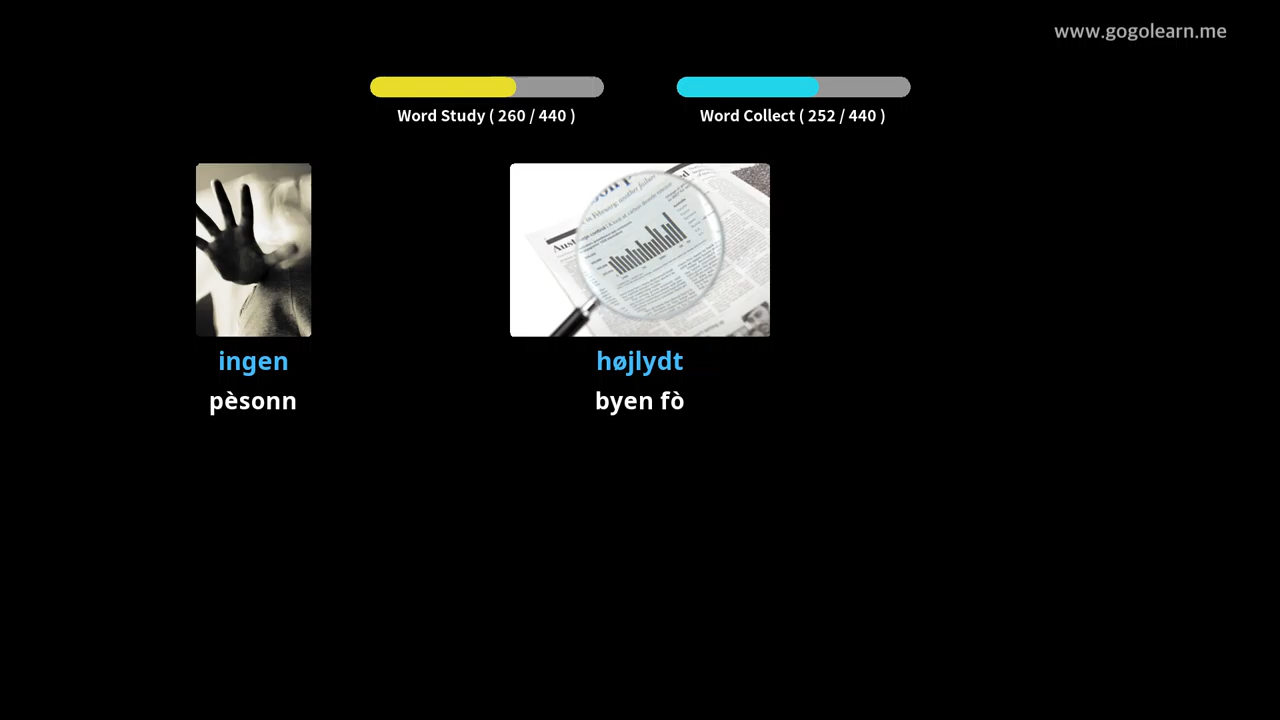 www.gogolearn.me
Word Study ( 260 / 440 )
Word Collect ( 252 / 440 )
ingen
pèsonn
højlydt
byen fò